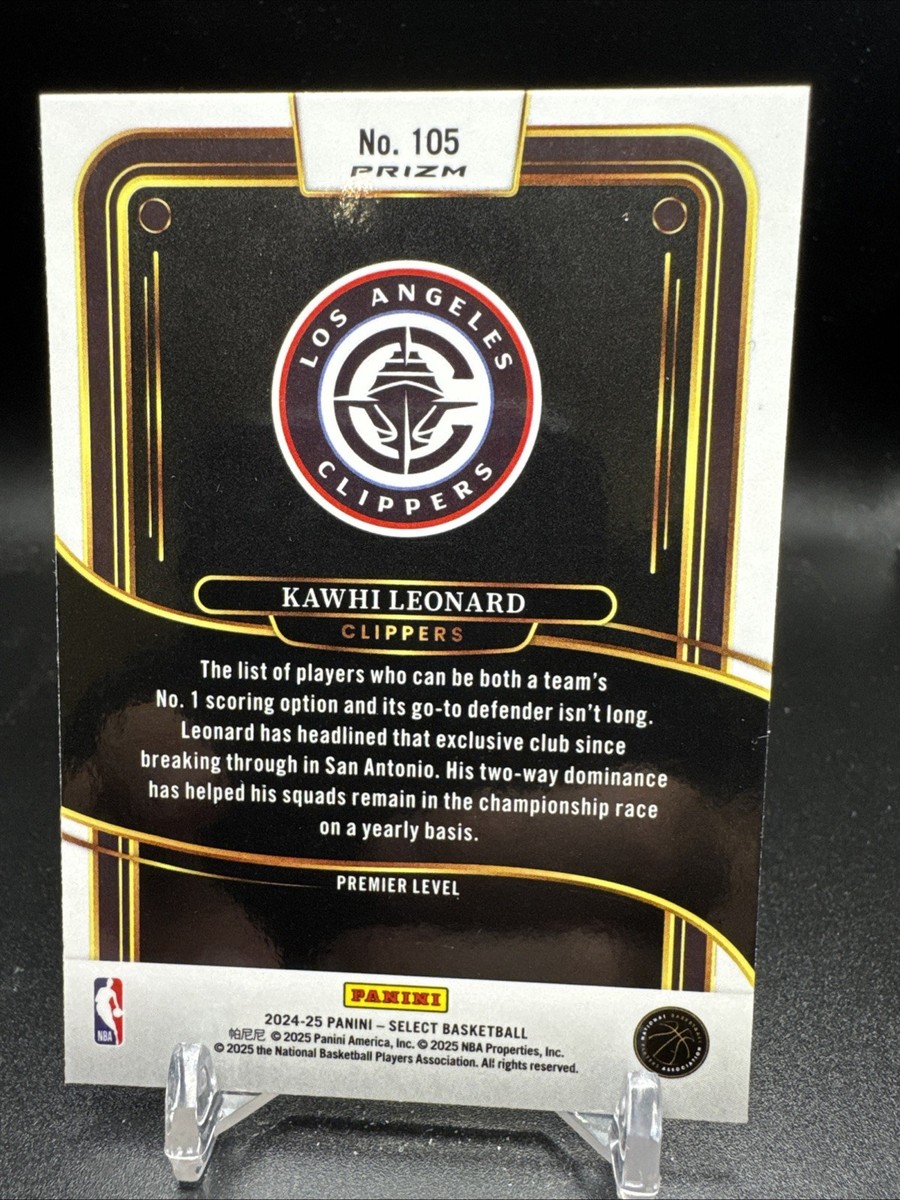 No. 105
PRIZM
LOS ANGELES
CLIPPERS
KAWHI LEONARD
CLIPPERS
The list of players who can be both a team's
No. 1 scoring option and its go-to defender isn't long.
Leonard has headlined that exclusive club since
breaking through in San Antonio. His two-way dominance
has helped his squads remain in the championship race
on a yearly basis.
PREMIER LEVEL
PANINI
NBA
2024-25 PANINI – SELECT BASKETBALL
帕尼尼 © 2025 Panini America, Inc. © 2025 NBA Properties, Inc.
© 2025 the National Basketball Players Association. All rights reserved.
NATIONAL BASKETBALL
PLAYERS ASSOCIATION